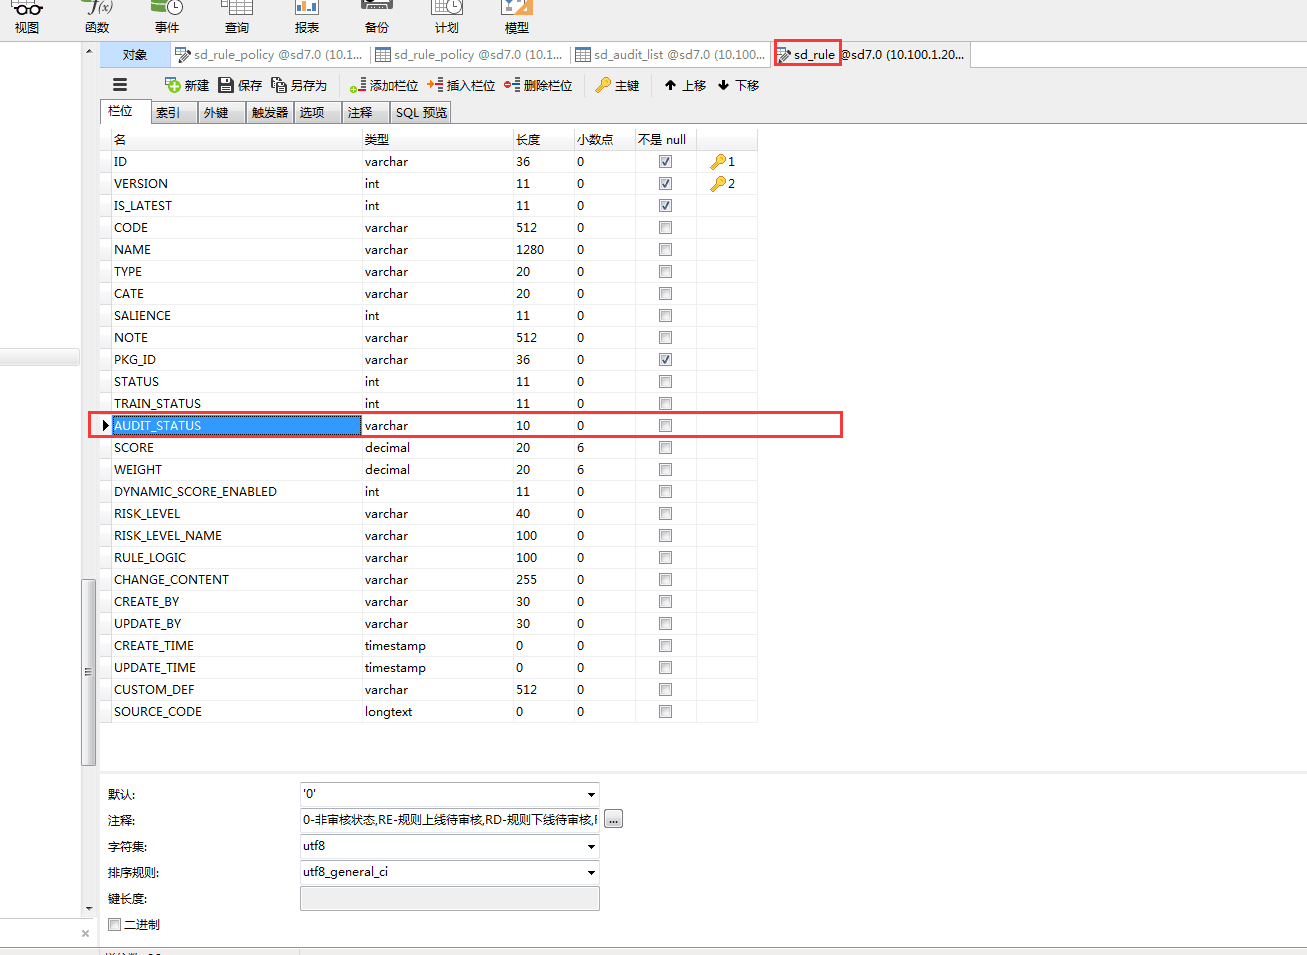 视图 函数 事件 查询 报表 备份 计划 模型
对象 sd_rule_policy @sd7.0 (10.1... sd_rule_policy @sd7.0 (10.1... sd_audit_list @sd7.0 (10.100... sd_rule @sd7.0 (10.100.1.20...
新建 保存 另存为 添加栏位 插入栏位 删除栏位 主键 上移 下移
栏位 索引 外键 触发器 选项 注释 SQL 预览
名 类型 长度 小数点 不是 null
ID varchar 36 0 1
VERSION int 11 0 2
IS_LATEST int 11 0
CODE varchar 512 0
NAME varchar 1280 0
TYPE varchar 20 0
CATE varchar 20 0
SALIENCE int 11 0
NOTE varchar 512 0
PKG_ID varchar 36 0
STATUS int 11 0
TRAIN_STATUS int 11 0
AUDIT_STATUS varchar 10 0
SCORE decimal 20 6
WEIGHT decimal 20 6
DYNAMIC_SCORE_ENABLED int 11 0
RISK_LEVEL varchar 40 0
RISK_LEVEL_NAME varchar 100 0
RULE_LOGIC varchar 100 0
CHANGE_CONTENT varchar 255 0
CREATE_BY varchar 30 0
UPDATE_BY varchar 30 0
CREATE_TIME timestamp 0 0
UPDATE_TIME timestamp 0 0
CUSTOM_DEF varchar 512 0
SOURCE_CODE longtext 0 0
默认: '0'
注释: 0-非审核状态,RE-规则上线待审核,RD-规则下线待审核, ...
字符集: utf8
排序规则: utf8_general_ci
键长度:
二进制